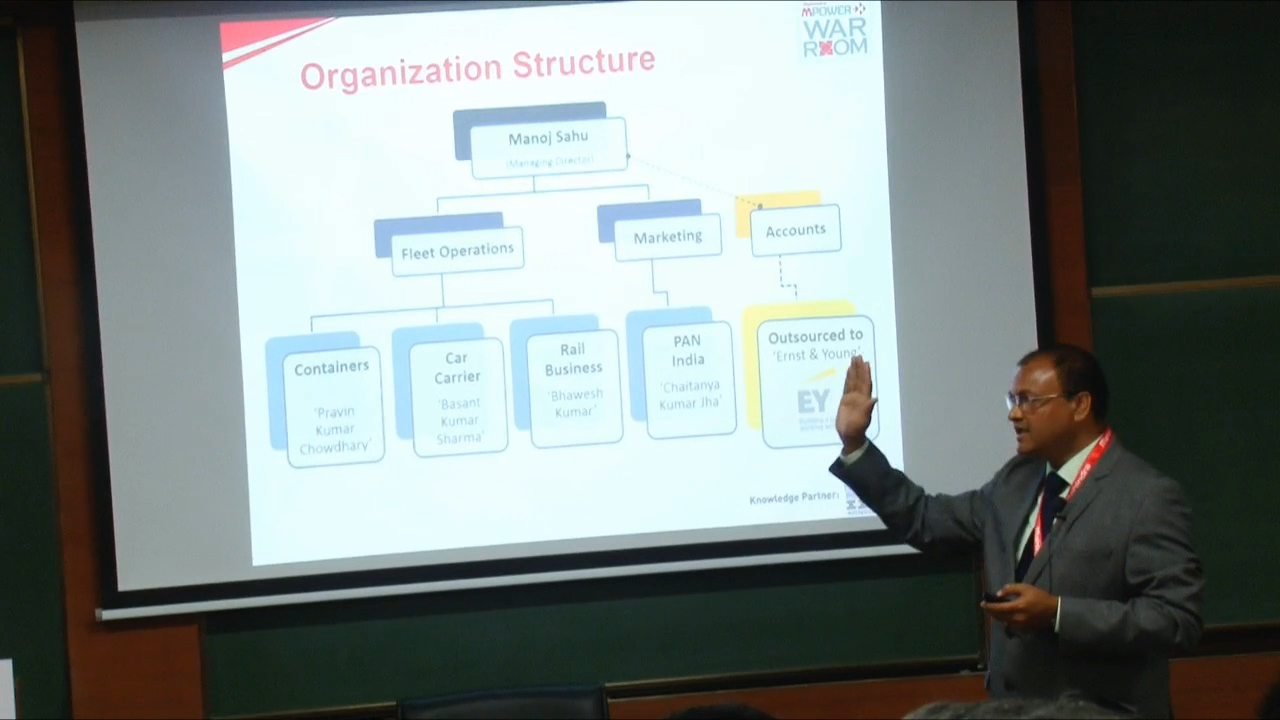 MPOWER
WAR
ROOM
Organization Structure
Manoj Sahu
(Managing Director)
Fleet Operations
Marketing
Accounts
Containers
'Pravin
Kumar
Chowdhary'
Car
Carrier
'Basant
Kumar
Sharma'
Rail
Business
'Bhawesh
Kumar'
PAN
India
'Chaitanya
Kumar Jha'
Outsourced to
'Ernst & Young'
EY
Knowledge Partner: